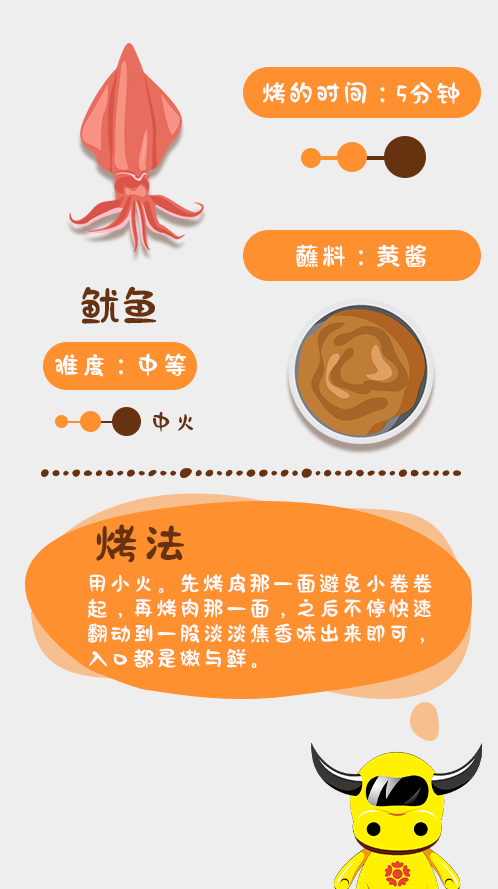 烤的时间：5分钟
蘸料：黄酱
鱿鱼
难度：中等
中火
烤法
用小火。先烤皮那一面避免小卷卷
起，再烤肉那一面，之后不停快速
翻动到一股淡淡焦香味出来即可，
入口都是嫩与鲜。